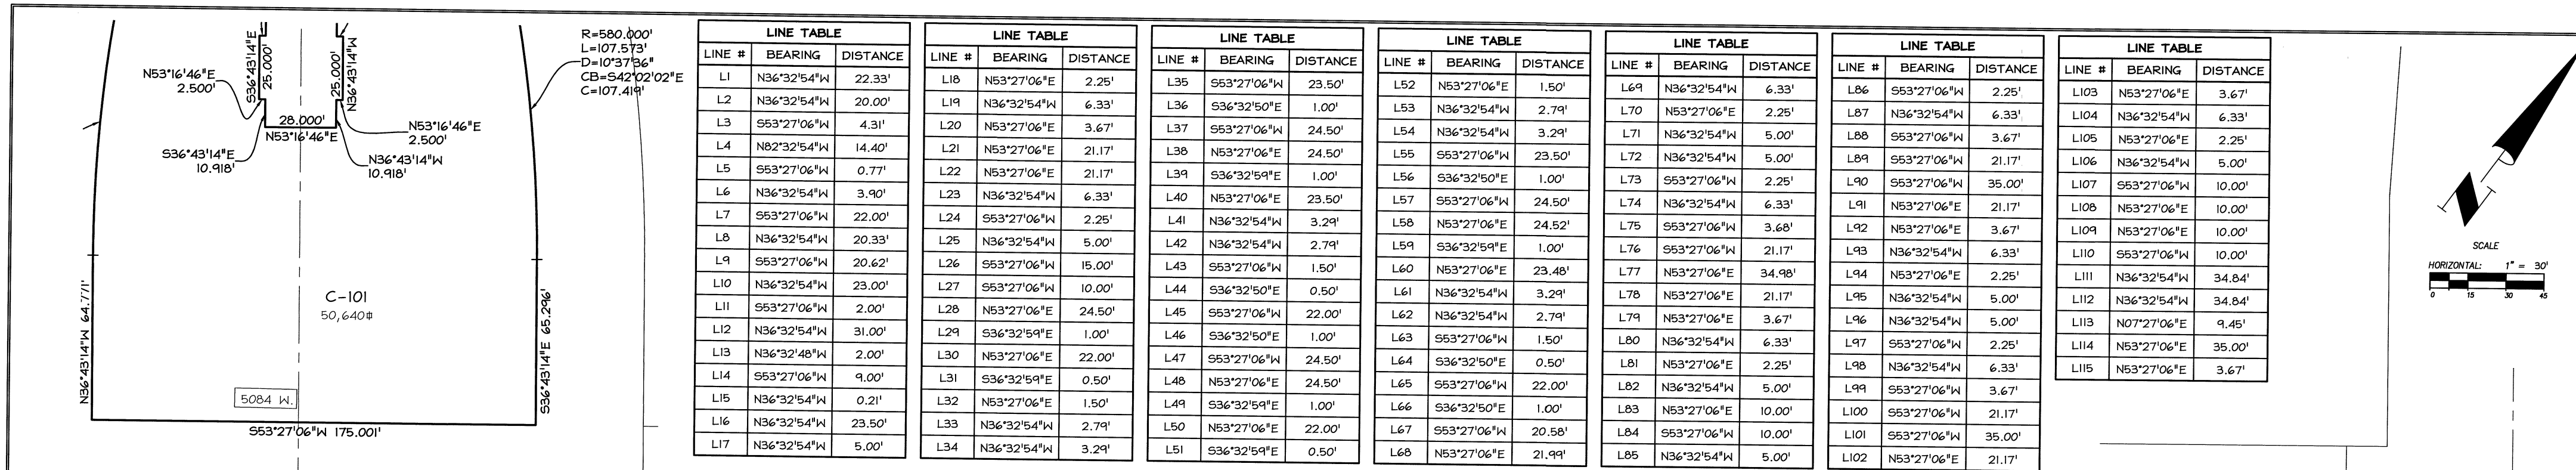 S36°43'14"E
25.000'
25.000'
N36°43'14"W
N53°16'46"E
2.500'
28.000'
N53°16'46"E
N53°16'46"E
2.500'
S36°43'14"E
10.918'
N36°43'14"W
10.918'
R=580.000'
L=107.573'
D=10°37'36"
CB=S42°02'02"E
C=107.419'
N36°43'14"W 64.771'
C-101
50,640⌗
S36°43'14"E 65.296'
5084 W.
S53°27'06"W 175.001'
LINE TABLE
LINE # BEARING DISTANCE
L1 N36°32'54"W 22.33'
L2 N36°32'54"W 20.00'
L3 S53°27'06"W 4.31'
L4 N82°32'54"W 14.40'
L5 S53°27'06"W 0.77'
L6 N36°32'54"W 3.90'
L7 S53°27'06"W 22.00'
L8 N36°32'54"W 20.33'
L9 S53°27'06"W 20.62'
L10 N36°32'54"W 23.00'
L11 S53°27'06"W 2.00'
L12 N36°32'54"W 31.00'
L13 N36°32'48"W 2.00'
L14 S53°27'06"W 9.00'
L15 N36°32'54"W 0.21'
L16 N36°32'54"W 23.50'
L17 N36°32'54"W 5.00'
LINE TABLE
LINE # BEARING DISTANCE
L18 N53°27'06"E 2.25'
L19 N36°32'54"W 6.33'
L20 N53°27'06"E 3.67'
L21 N53°27'06"E 21.17'
L22 N53°27'06"E 21.17'
L23 N36°32'54"W 6.33'
L24 S53°27'06"W 2.25'
L25 N36°32'54"W 5.00'
L26 S53°27'06"W 15.00'
L27 S53°27'06"W 10.00'
L28 N53°27'06"E 24.50'
L29 S36°32'59"E 1.00'
L30 N53°27'06"E 22.00'
L31 S36°32'59"E 0.50'
L32 N53°27'06"E 1.50'
L33 N36°32'54"W 2.79'
L34 N36°32'54"W 3.29'
LINE TABLE
LINE # BEARING DISTANCE
L35 S53°27'06"W 23.50'
L36 S36°32'50"E 1.00'
L37 S53°27'06"W 24.50'
L38 N53°27'06"E 24.50'
L39 S36°32'59"E 1.00'
L40 N53°27'06"E 23.50'
L41 N36°32'54"W 3.29'
L42 N36°32'54"W 2.79'
L43 S53°27'06"W 1.50'
L44 S36°32'50"E 0.50'
L45 S53°27'06"W 22.00'
L46 S36°32'50"E 1.00'
L47 S53°27'06"W 24.50'
L48 N53°27'06"E 24.50'
L49 S36°32'59"E 1.00'
L50 N53°27'06"E 22.00'
L51 S36°32'59"E 0.50'
LINE TABLE
LINE # BEARING DISTANCE
L52 N53°27'06"E 1.50'
L53 N36°32'54"W 2.79'
L54 N36°32'54"W 3.29'
L55 S53°27'06"W 23.50'
L56 S36°32'50"E 1.00'
L57 S53°27'06"W 24.50'
L58 N53°27'06"E 24.52'
L59 S36°32'59"E 1.00'
L60 N53°27'06"E 23.48'
L61 N36°32'54"W 3.29'
L62 N36°32'54"W 2.79'
L63 S53°27'06"W 1.50'
L64 S36°32'50"E 0.50'
L65 S53°27'06"W 22.00'
L66 S36°32'50"E 1.00'
L67 S53°27'06"W 20.58'
L68 N53°27'06"E 21.99'
LINE TABLE
LINE # BEARING DISTANCE
L69 N36°32'54"W 6.33'
L70 N53°27'06"E 2.25'
L71 N36°32'54"W 5.00'
L72 N36°32'54"W 5.00'
L73 S53°27'06"W 2.25'
L74 N36°32'54"W 6.33'
L75 S53°27'06"W 3.68'
L76 S53°27'06"W 21.17'
L77 N53°27'06"E 34.98'
L78 N53°27'06"E 21.17'
L79 N53°27'06"E 3.67'
L80 N36°32'54"W 6.33'
L81 N53°27'06"E 2.25'
L82 N36°32'54"W 5.00'
L83 N53°27'06"E 10.00'
L84 S53°27'06"W 10.00'
L85 N36°32'54"W 5.00'
LINE TABLE
LINE # BEARING DISTANCE
L86 S53°27'06"W 2.25'
L87 N36°32'54"W 6.33'
L88 S53°27'06"W 3.67'
L89 S53°27'06"W 21.17'
L90 S53°27'06"W 35.00'
L91 N53°27'06"E 21.17'
L92 N53°27'06"E 3.67'
L93 N36°32'54"W 6.33'
L94 N53°27'06"E 2.25'
L95 N36°32'54"W 5.00'
L96 N36°32'54"W 5.00'
L97 S53°27'06"W 2.25'
L98 N36°32'54"W 6.33'
L99 S53°27'06"W 3.67'
L100 S53°27'06"W 21.17'
L101 S53°27'06"W 35.00'
L102 N53°27'06"E 21.17'
LINE TABLE
LINE # BEARING DISTANCE
L103 N53°27'06"E 3.67'
L104 N36°32'54"W 6.33'
L105 N53°27'06"E 2.25'
L106 N36°32'54"W 5.00'
L107 S53°27'06"W 10.00'
L108 N53°27'06"E 10.00'
L109 N53°27'06"E 10.00'
L110 S53°27'06"W 10.00'
L111 N36°32'54"W 34.84'
L112 N36°32'54"W 34.84'
L113 N07°27'06"E 9.45'
L114 N53°27'06"E 35.00'
L115 N53°27'06"E 3.67'
N
SCALE
HORIZONTAL: 1" = 30'
0 15 30 45